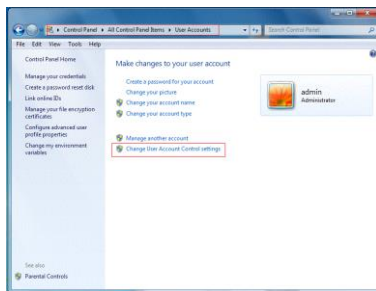 Control Panel ▸ All Control Panel Items ▸ User Accounts
Search Control Panel
File Edit View Tools Help
Control Panel Home
Manage your credentials
Create a password reset disk
Link online IDs
Manage your file encryption
certificates
Configure advanced user
profile properties
Change my environment
variables
See also
Parental Controls
Make changes to your user account
Create a password for your account
Change your picture
Change your account name
Change your account type
Manage another account
Change User Account Control settings
admin
Administrator